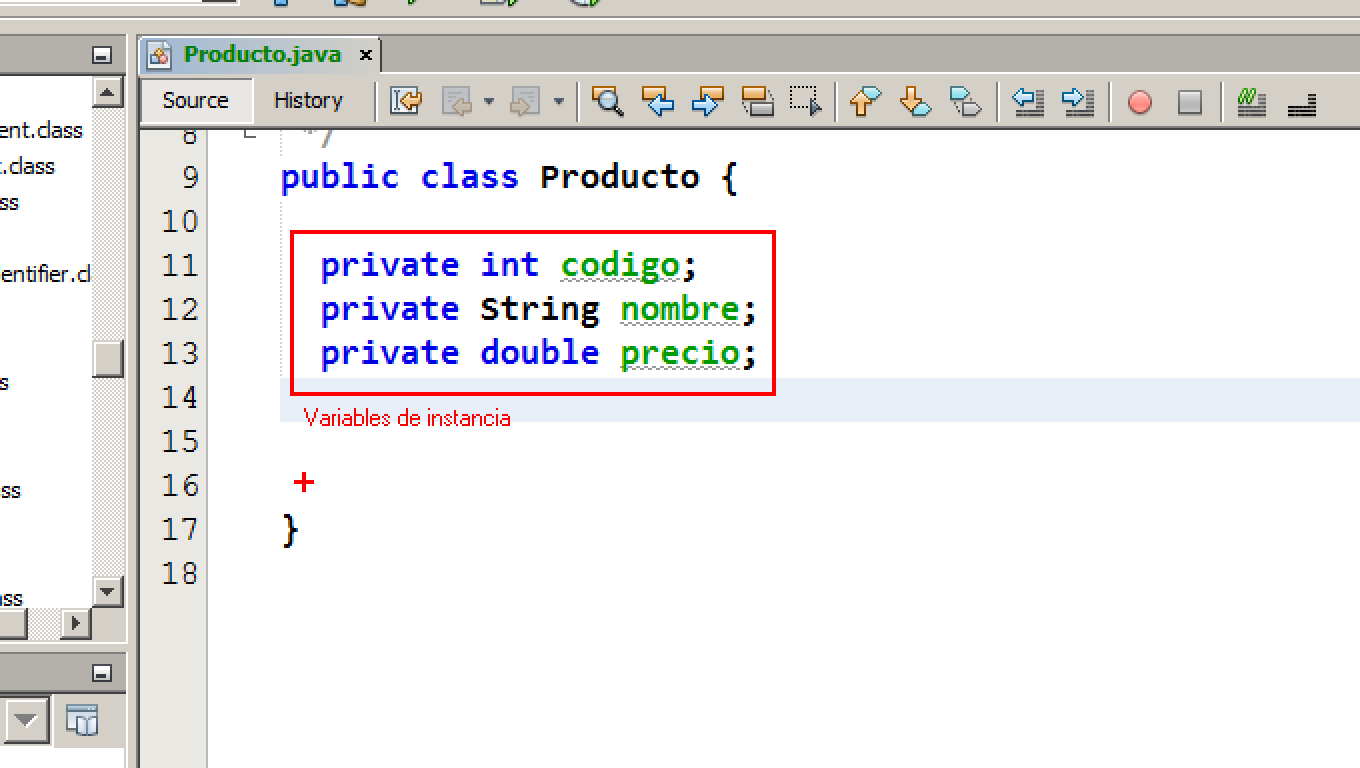 Producto.java
Source History
ent.class
t.class
ss
entifier.cl
s
ss
ass
8 */
9 public class Producto {
10
11 private int codigo;
12 private String nombre;
13 private double precio;
14
Variables de instancia
15
16 +
17 }
18